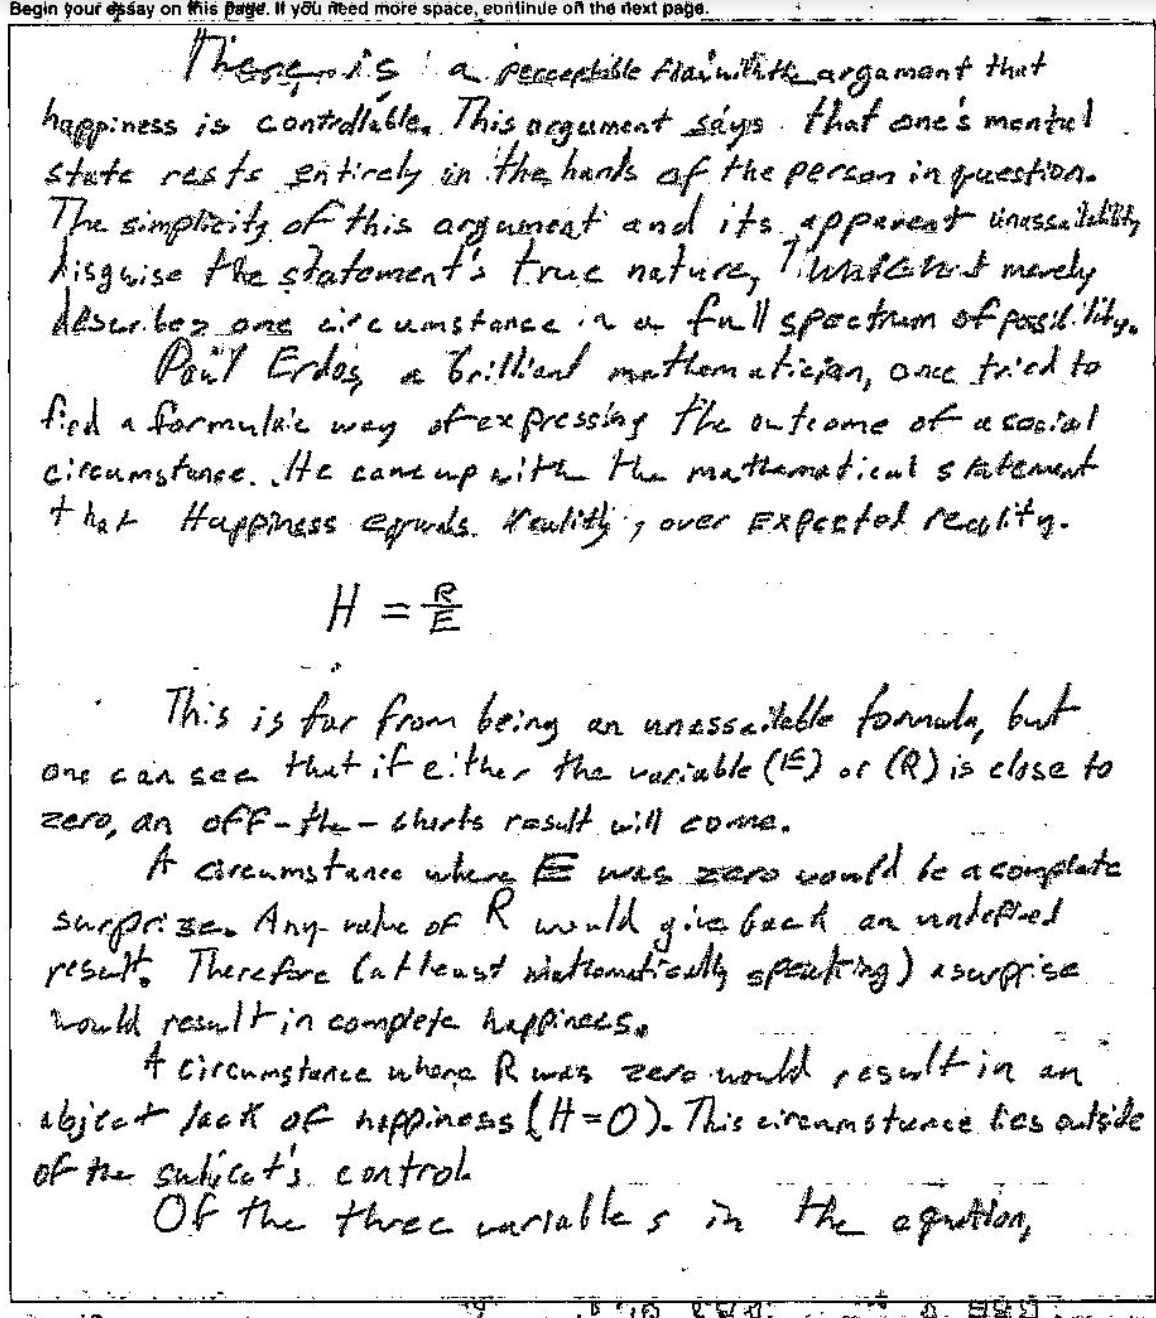 Begin your essay on this page. If you need more space, continue on the next page.
There is a perceptable flaw with the argument that
happiness is controllable. This argument says that one's mental
state rests entirely in the hands of the person in question.
The simplicity of this argument and its apparent unassailability
disguise the statement's true nature, merely
describes one circumstance in a full spectrum of possibility.
Paul Erdos, a brilliant mathematician, once tried to
find a formulaic way of expressing the outcome of a social
circumstance. He came up with the mathematical statement
that Happiness equals reality, over Expected reality.
H = R/E
This is far from being an unassailable formula, but
one can see that if either the variable (E) or (R) is close to
zero, an off-the-charts result will come.
A circumstance where E was zero would be a complete
surprize. Any value of R would give back an undefined
result. Therefore (at least mathematically speaking) a surprise
would result in complete happiness.
A circumstance where R was zero would result in an
abject lack of happiness (H=0). This circumstance lies outside
of the subject's control.
Of the three variables in the equation,